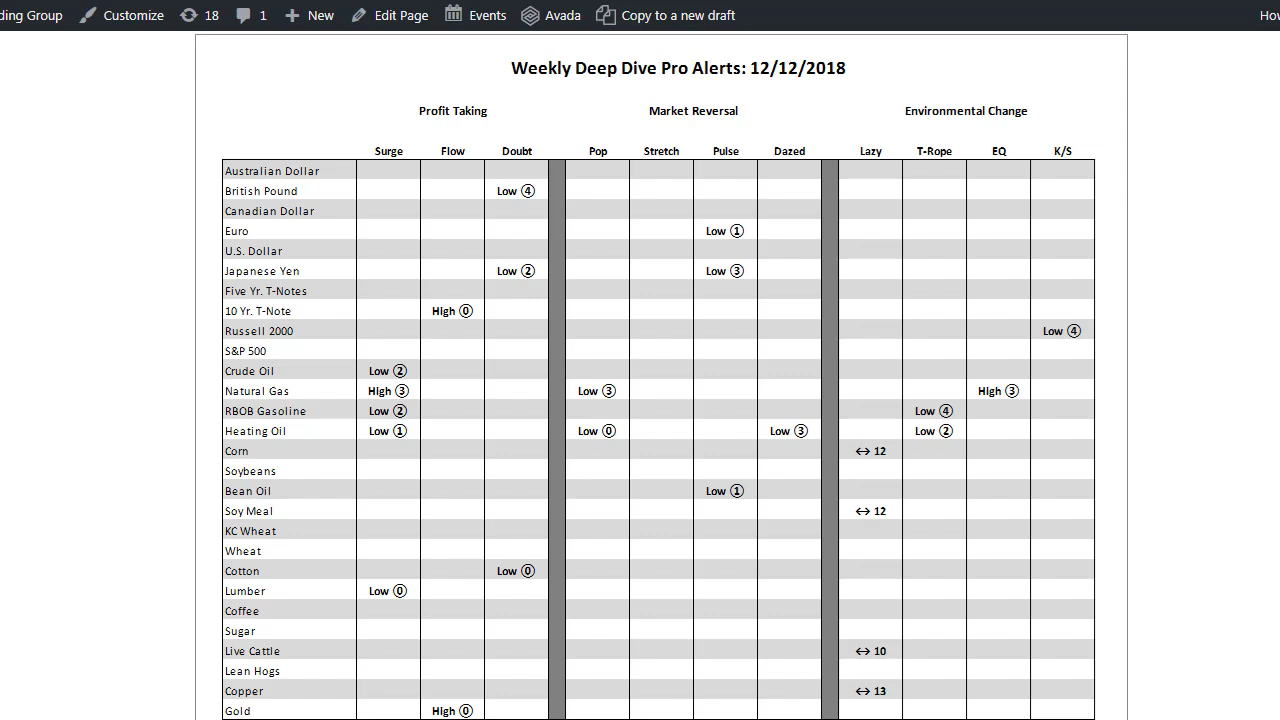 ding Group Customize 18 1 New Edit Page Events Avada Copy to a new draft How
Weekly Deep Dive Pro Alerts: 12/12/2018
Profit Taking Market Reversal Environmental Change
Surge Flow Doubt Pop Stretch Pulse Dazed Lazy T-Rope EQ K/S
Australian Dollar
British Pound Low ④
Canadian Dollar
Euro Low ①
U.S. Dollar
Japanese Yen Low ② Low ③
Five Yr. T-Notes
10 Yr. T-Note High ⓪
Russell 2000 Low ④
S&P 500
Crude Oil Low ②
Natural Gas High ③ Low ③ High ③
RBOB Gasoline Low ② Low ④
Heating Oil Low ① Low ⓪ Low ③ Low ②
Corn ↔ 12
Soybeans
Bean Oil Low ①
Soy Meal ↔ 12
KC Wheat
Wheat
Cotton Low ⓪
Lumber Low ⓪
Coffee
Sugar
Live Cattle ↔ 10
Lean Hogs
Copper ↔ 13
Gold High ⓪